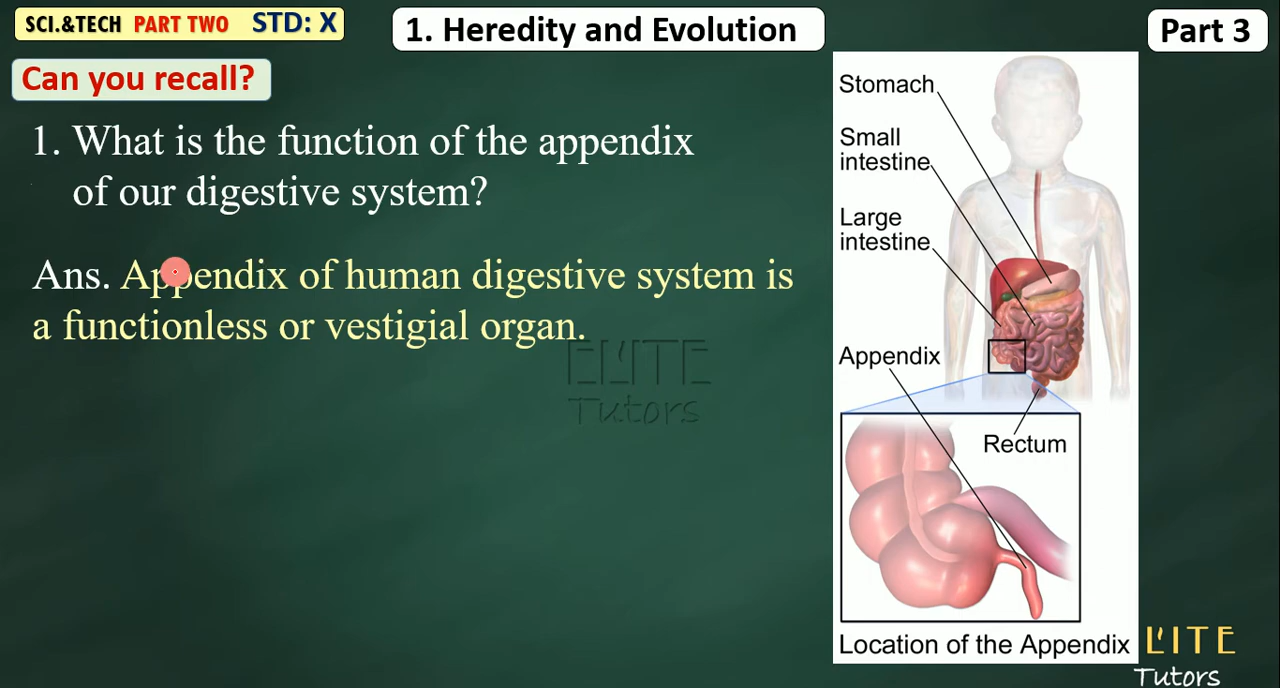 SCI.&TECH PART TWO STD: X
1. Heredity and Evolution
Part 3
Can you recall?
1. What is the function of the appendix
of our digestive system?
Ans. Appendix of human digestive system is
a functionless or vestigial organ.
Stomach
Small
intestine
Large
intestine
Appendix
Rectum
Location of the Appendix
ELITE
Tutors
L'ITE
Tutors